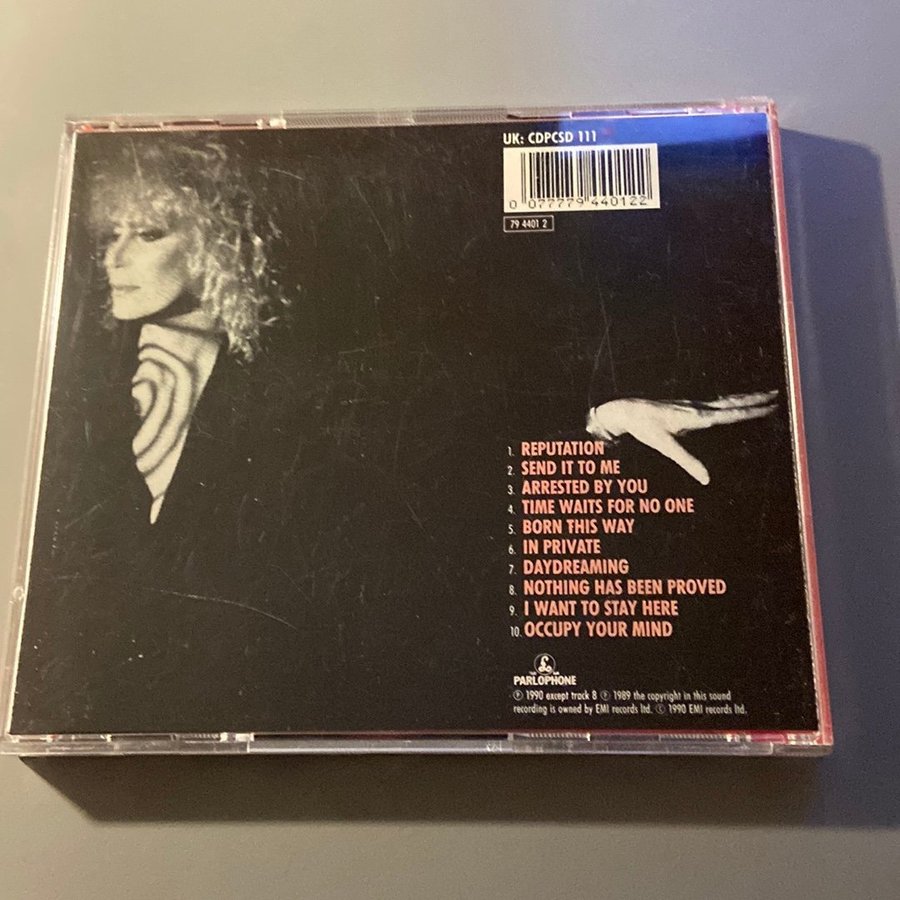 UK: CDPCSD 111
0 077779 440122
79 4401 2
1. REPUTATION
2. SEND IT TO ME
3. ARRESTED BY YOU
4. TIME WAITS FOR NO ONE
5. BORN THIS WAY
6. IN PRIVATE
7. DAYDREAMING
8. NOTHING HAS BEEN PROVED
9. I WANT TO STAY HERE
10. OCCUPY YOUR MIND
£
PARLOPHONE
℗ 1990 except track 8 ℗ 1989 the copyright in this sound
recording is owned by EMI records ltd. © 1990 EMI records ltd.